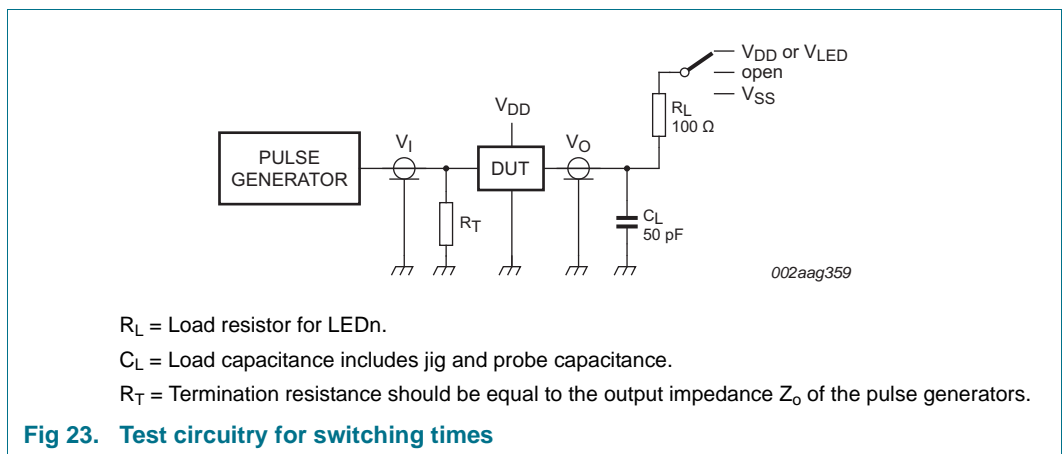 V_DD or V_LED
open
V_SS
R_L
100 Ω
V_DD
V_I
V_O
PULSE
GENERATOR
DUT
R_T
C_L
50 pF
002aag359
R_L = Load resistor for LEDn.
C_L = Load capacitance includes jig and probe capacitance.
R_T = Termination resistance should be equal to the output impedance Z_o of the pulse generators.
Fig 23. Test circuitry for switching times